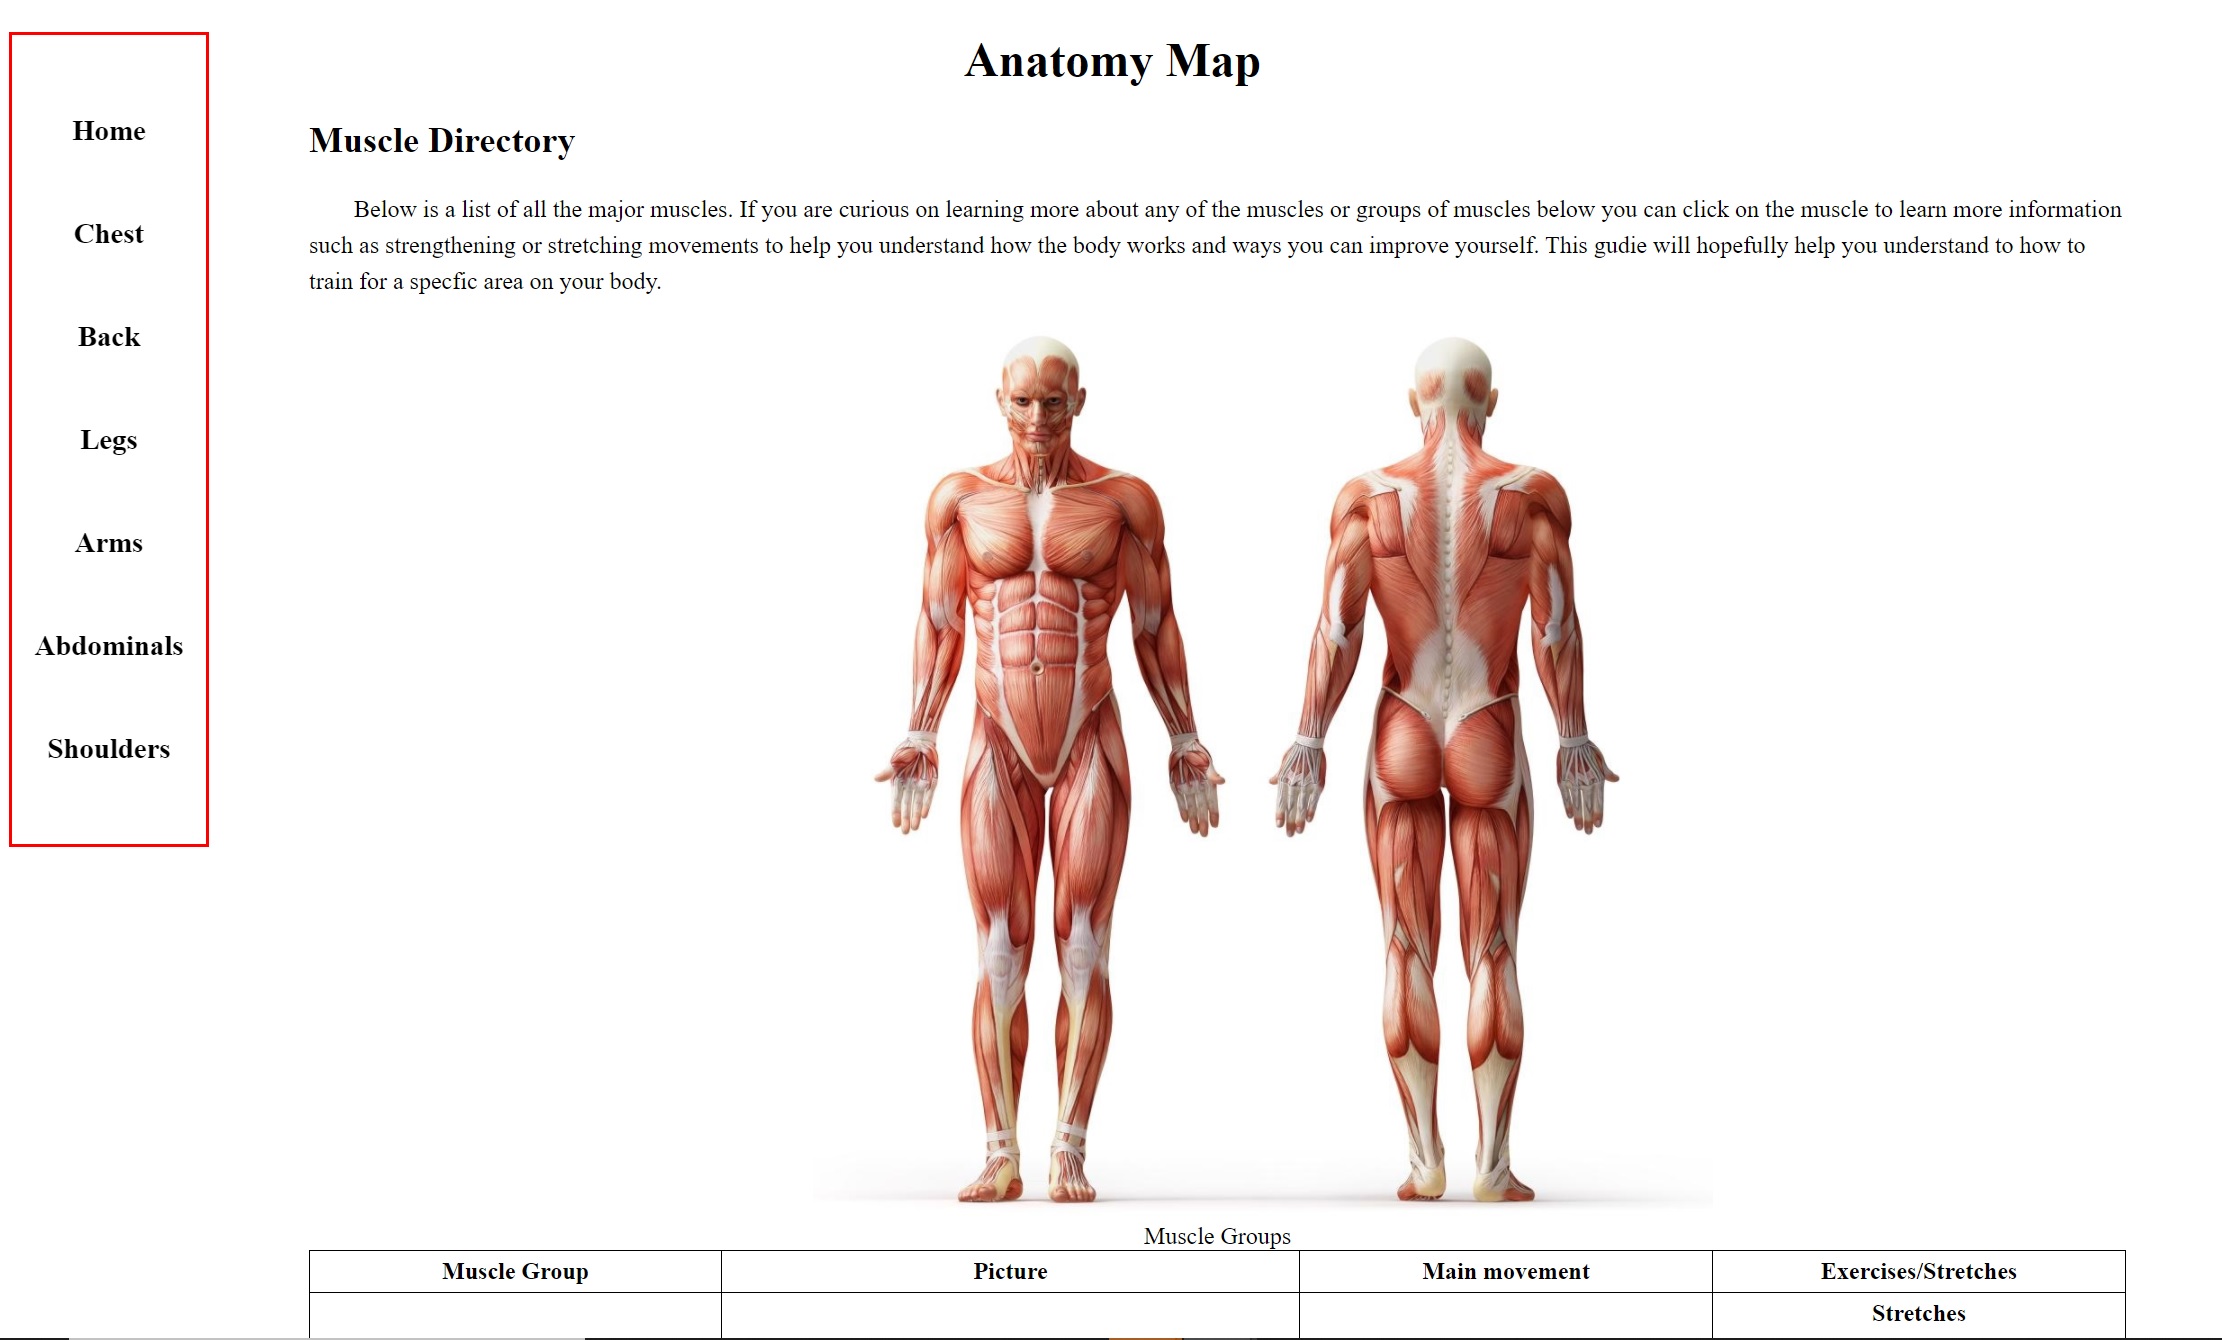 Anatomy Map
Home
Chest
Back
Legs
Arms
Abdominals
Shoulders
Muscle Directory
Below is a list of all the major muscles. If you are curious on learning more about any of the muscles or groups of muscles below you can click on the muscle to learn more information
such as strengthening or stretching movements to help you understand how the body works and ways you can improve yourself. This gudie will hopefully help you understand to how to
train for a specfic area on your body.
Muscle Groups
Muscle Group Picture Main movement Exercises/Stretches
Stretches